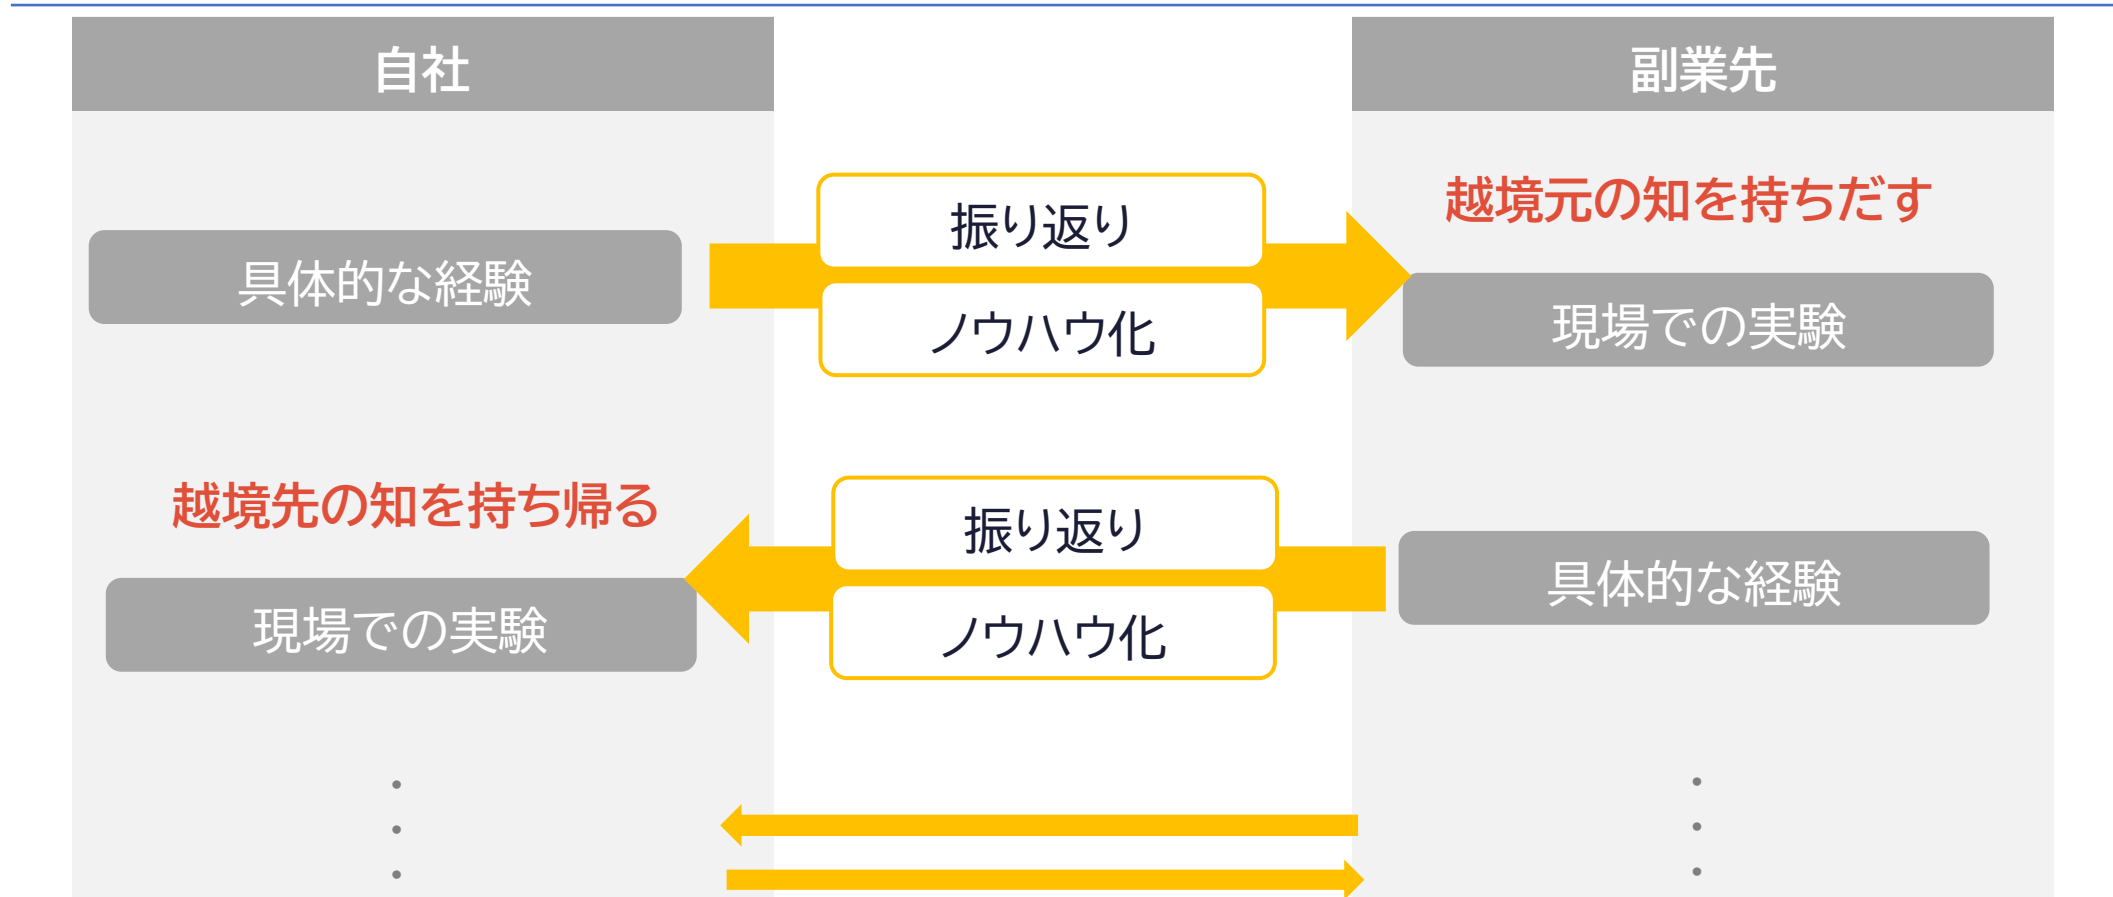 自社
副業先
越境元の知を持ちだす
振り返り
具体的な経験
ノウハウ化
現場での実験
越境先の知を持ち帰る
振り返り
具体的な経験
現場での実験
ノウハウ化
・
・
・
・
・
・